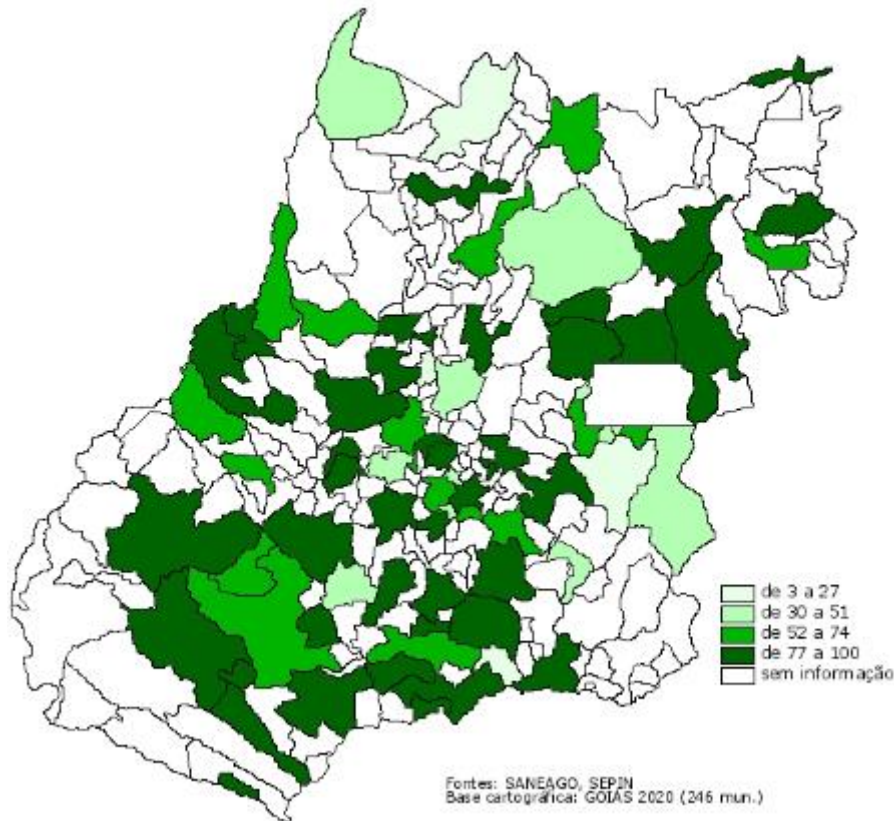 de 3 a 27
de 30 a 51
de 52 a 74
de 77 a 100
sem informação
Fontes: SANEAGO, SEPIN
Base cartográfica: GOIÁS 2020 (246 mun.)